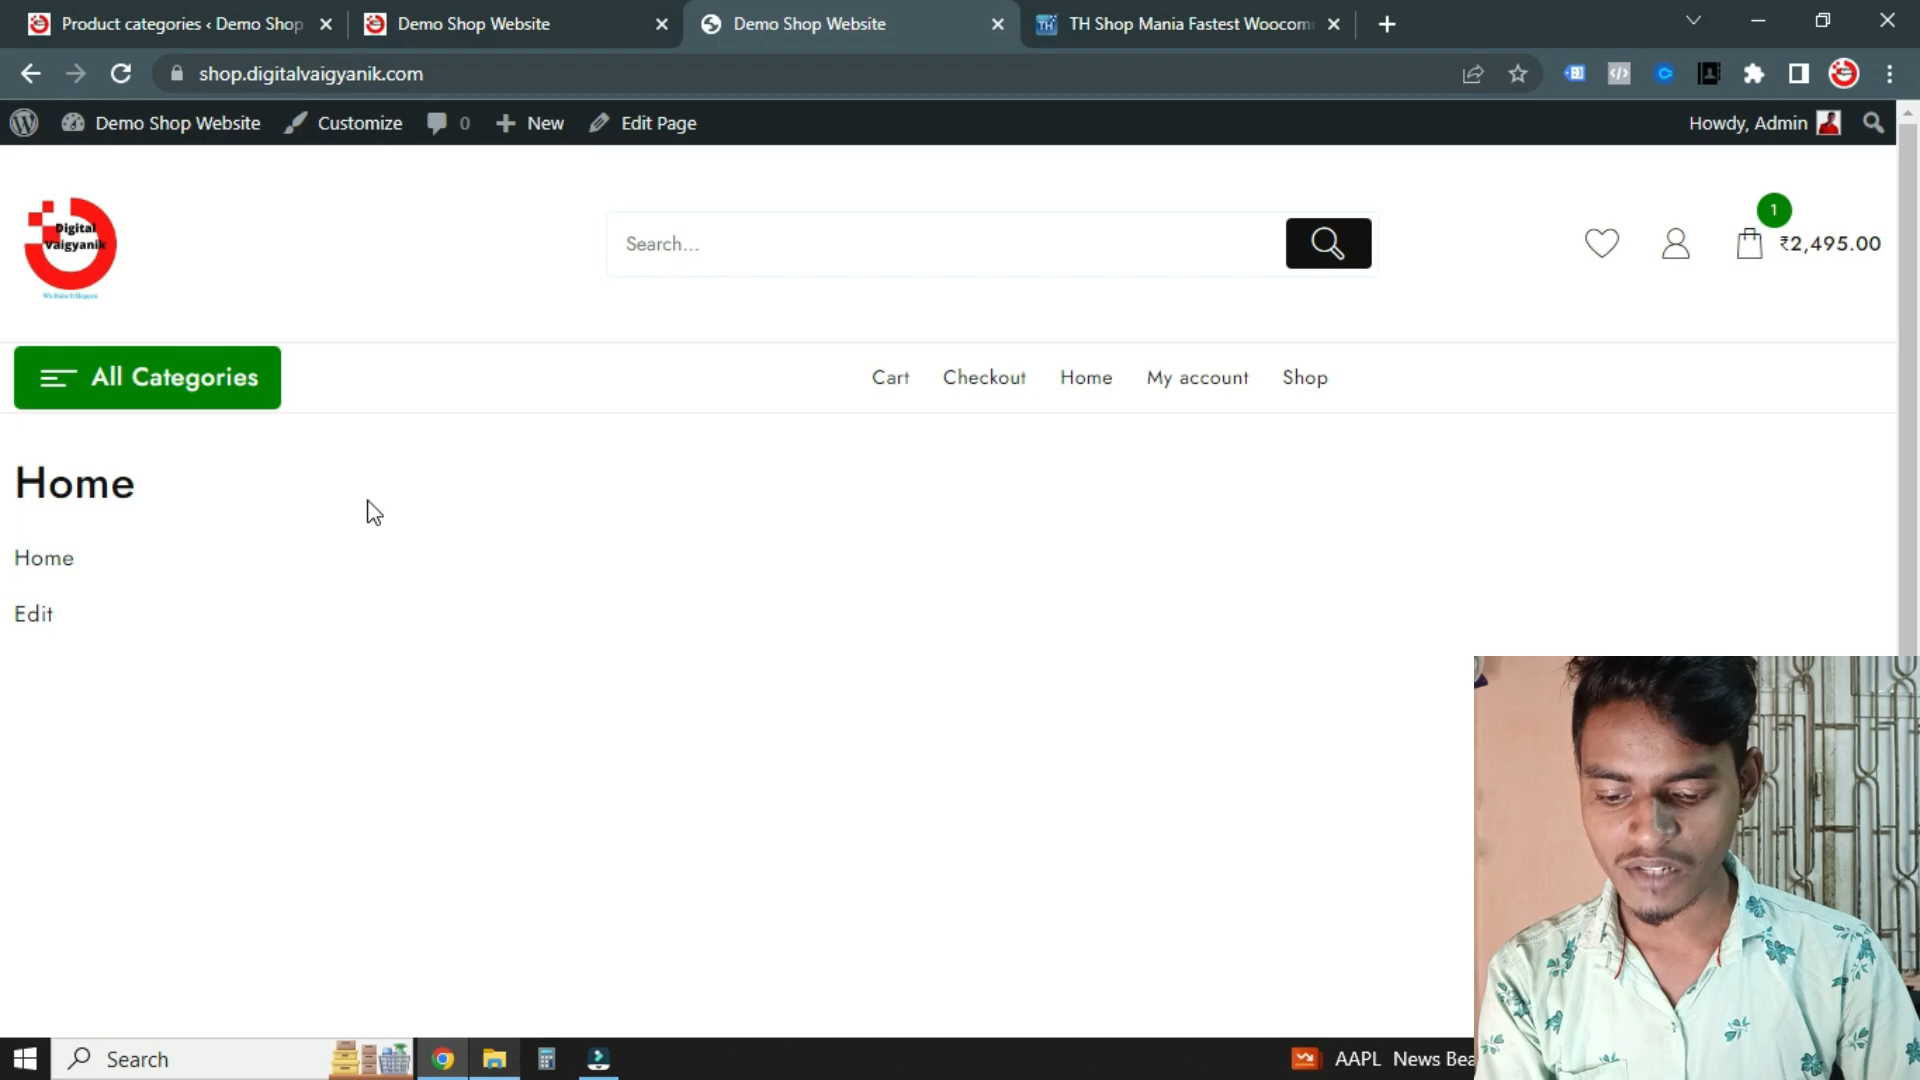 Product categories ‹ Demo Shop
Demo Shop Website
Demo Shop Website
TH Shop Mania Fastest Woocom
shop.digitalvaigyanik.com
Demo Shop Website
Customize
0
New
Edit Page
Howdy, Admin
Digital
Vaigyanik
Search...
1
₹2,495.00
All Categories
Cart
Checkout
Home
My account
Shop
Home
Home
Edit
Search
AAPL News Bea